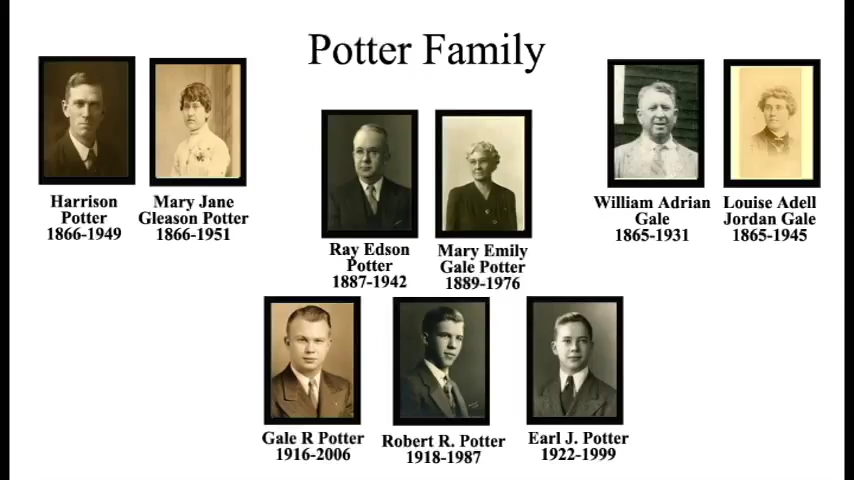 Potter Family
Harrison
Potter
1866-1949
Mary Jane
Gleason Potter
1866-1951
Ray Edson
Potter
1887-1942
Mary Emily
Gale Potter
1889-1976
William Adrian
Gale
1865-1931
Louise Adell
Jordan Gale
1865-1945
Gale R Potter
1916-2006
Robert R. Potter
1918-1987
Earl J. Potter
1922-1999